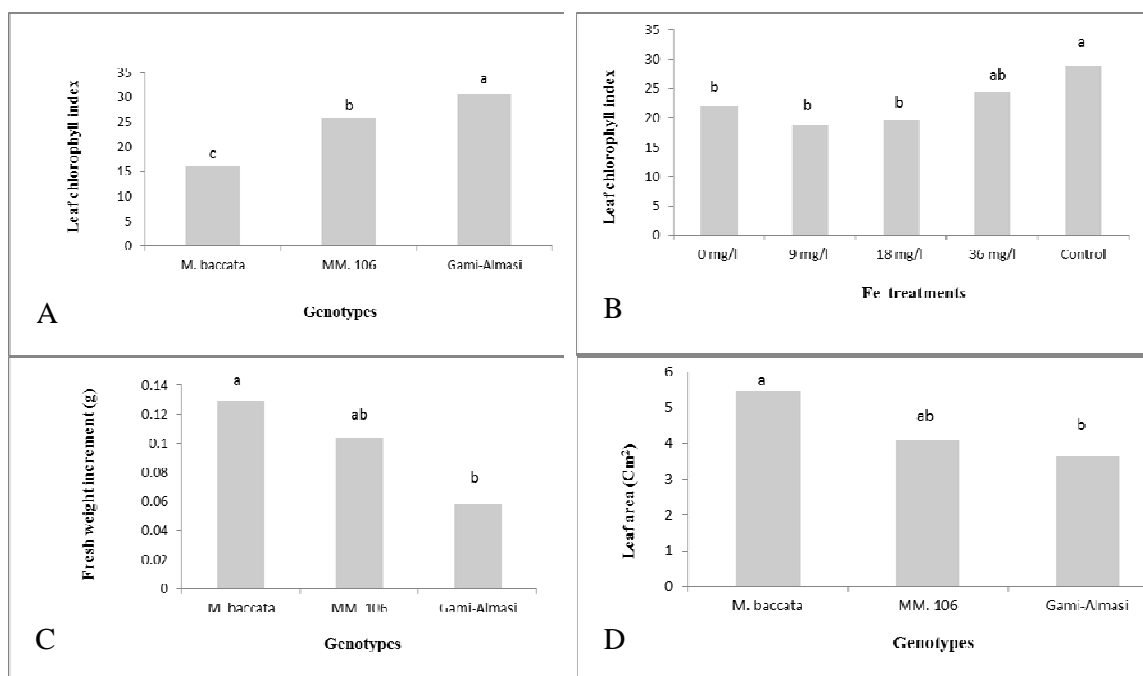 35
30
25
20
15
10
5
0
Leaf chlorophyll index
c
b
a
M. baccata MM. 106 Gami-Almasi
Genotypes
A
35
30
25
20
15
10
5
0
Leaf chlorophyll index
b
b
b
ab
a
0 mg/l 9 mg/l 18 mg/l 36 mg/l Control
Fe treatments
B
0.14
0.12
0.1
0.08
0.06
0.04
0.02
0
Fresh weight increment (g)
a
ab
b
M. baccata MM. 106 Gami-Almasi
Genotypes
C
6
5
4
3
2
1
0
Leaf area (Cm²)
a
ab
b
M. baccata MM. 106 Gami-Almasi
Genotypes
D